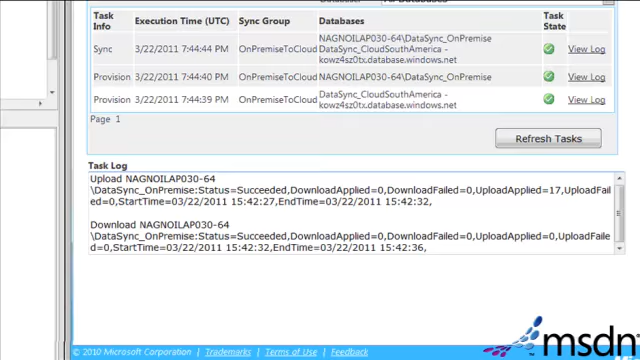 Task Info Execution Time (UTC) Sync Group Databases Task State
Sync 3/22/2011 7:44:44 PM OnPremiseToCloud NAGNOILAP030-64\DataSync_OnPremise DataSync_CloudSouthAmerica - kowz4sz0tx.database.windows.net View Log
Provision 3/22/2011 7:44:40 PM OnPremiseToCloud NAGNOILAP030-64\DataSync_OnPremise View Log
Provision 3/22/2011 7:44:39 PM OnPremiseToCloud DataSync_CloudSouthAmerica - kowz4sz0tx.database.windows.net View Log
Page 1
Refresh Tasks
Task Log
Upload NAGNOILAP030-64
\DataSync_OnPremise:Status=Succeeded,DownloadApplied=0,DownloadFailed=0,UploadApplied=17,UploadFail
ed=0,StartTime=03/22/2011 15:42:27,EndTime=03/22/2011 15:42:32,
Download NAGNOILAP030-64
\DataSync_OnPremise:Status=Succeeded,DownloadApplied=0,DownloadFailed=0,UploadApplied=0,UploadFaile
d=0,StartTime=03/22/2011 15:42:32,EndTime=03/22/2011 15:42:36,
© 2010 Microsoft Corporation | Trademarks | Terms of Use | Feedback
msdn